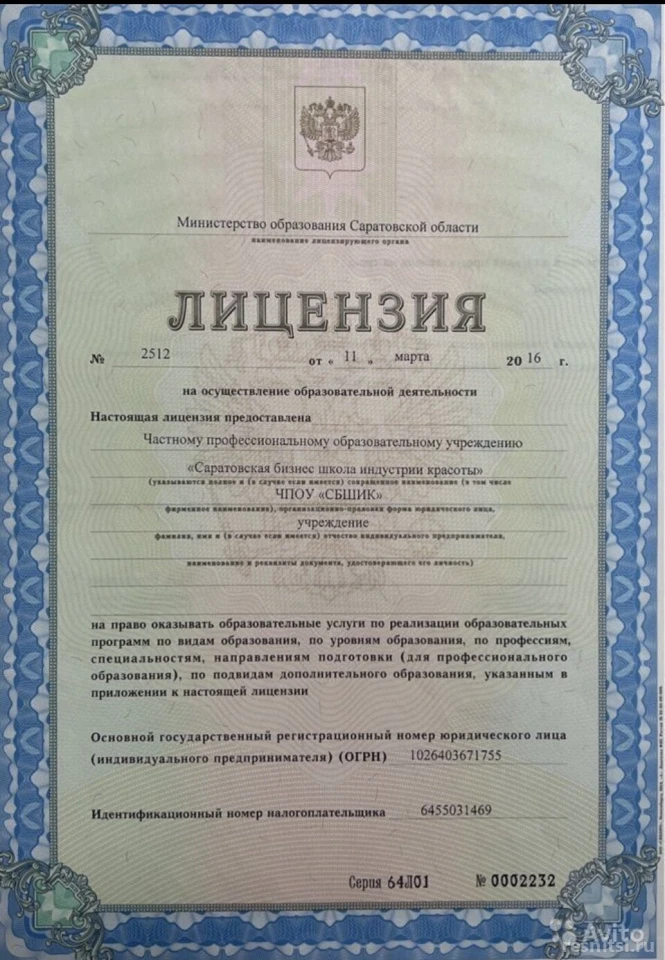 Министерство образования Саратовской области
наименование лицензирующего органа
ЛИЦЕНЗИЯ
№ 2512 от « 11 » марта 20 16 г.
на осуществление образовательной деятельности
Настоящая лицензия предоставлена
Частному профессиональному образовательному учреждению
«Саратовская бизнес школа индустрии красоты»
(указываются полное и (в случае если имеется) сокращенное наименование (в том числе
ЧПОУ «СБШИК»
фирменное наименование), организационно-правовая форма юридического лица,
учреждение
фамилия, имя и (в случае если имеется) отчество индивидуального предпринимателя,
наименование и реквизиты документа, удостоверяющего его личность)
на право оказывать образовательные услуги по реализации образовательных
программ по видам образования, по уровням образования, по профессиям,
специальностям, направлениям подготовки (для профессионального
образования), по подвидам дополнительного образования, указанным в
приложении к настоящей лицензии
Основной государственный регистрационный номер юридического лица
(индивидуального предпринимателя) (ОГРН) 1026403671755
Идентификационный номер налогоплательщика 6455031469
Серия 64Л01 № 0002232
Avito
resnitsi.ru